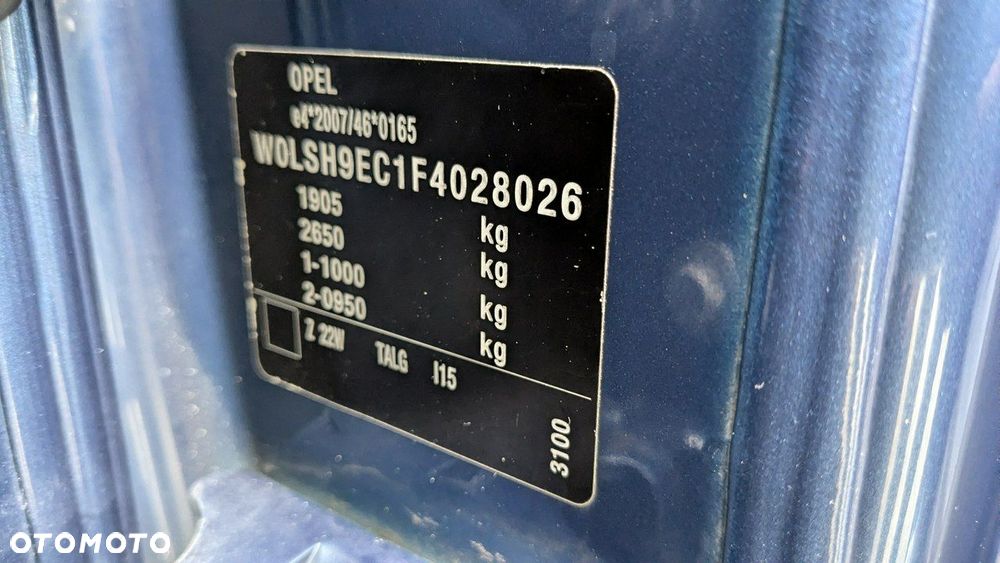 OPEL
e4*2007/46*0165
W0LSH9EC1F4028026
1905 kg
2650 kg
1-1000 kg
2-0950 kg
Z 22W TALG I15
3100
OTOMOTO